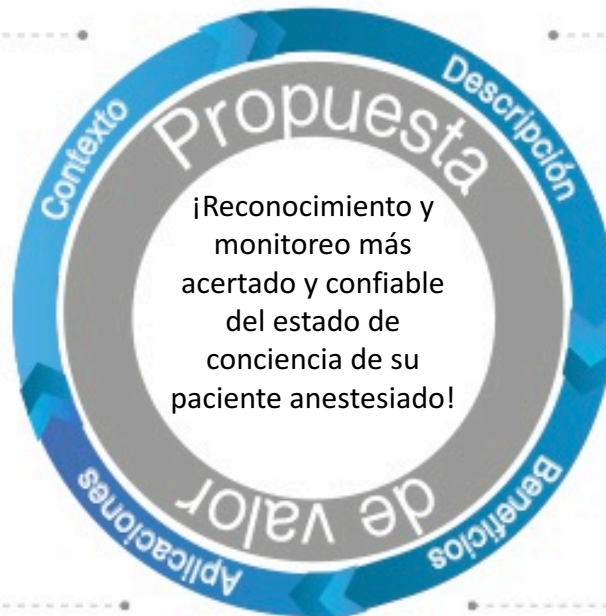 Contexto
Descripción
Propuesta
¡Reconocimiento y
monitoreo más
acertado y confiable
del estado de
conciencia de su
paciente anestesiado!
de valor
Aplicaciones
Beneficios